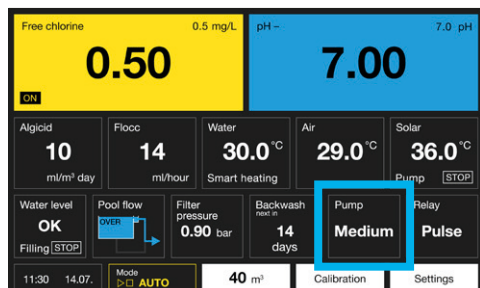 Free chlorine 0.5 mg/L
0.50
ON
pH – 7.0 pH
7.00
Algicid
10
ml/m³ day
Flocc
14
ml/hour
Water
30.0 °C
Smart heating
Air
29.0 °C
Solar
36.0 °C
Pump STOP
Water level
OK
Filling STOP
Pool flow
OVER
Filter
pressure
0.90 bar
Backwash
next in
14
days
Pump
Medium
Relay
Pulse
11:30 14.07.
Mode
AUTO
40 m³
Calibration
Settings